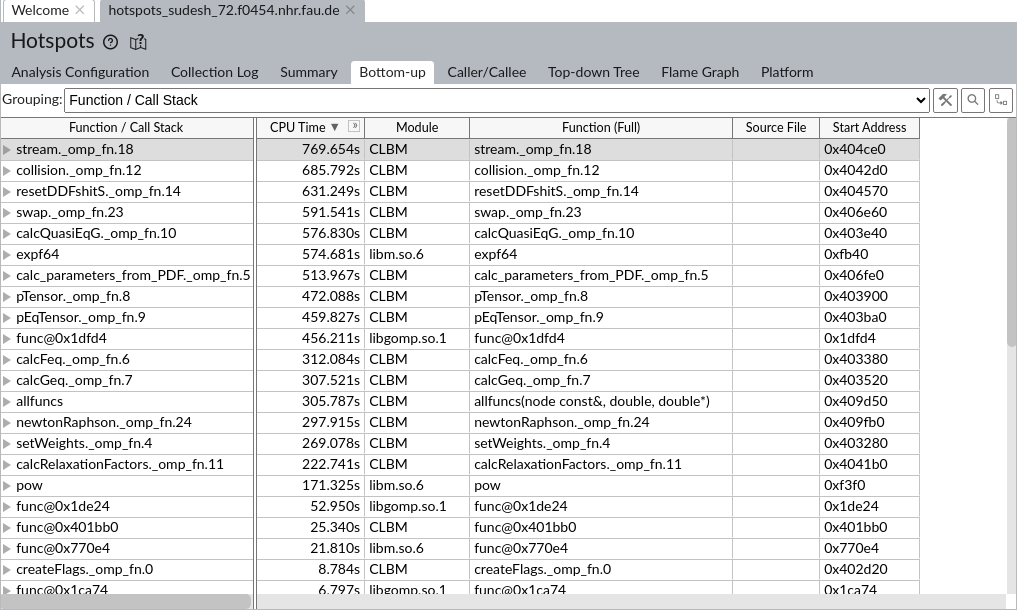 Welcome hotspots_sudesh_72.f0454.nhr.fau.de
Hotspots
Analysis Configuration Collection Log Summary Bottom-up Caller/Callee Top-down Tree Flame Graph Platform
Grouping: Function / Call Stack
Function / Call Stack CPU Time Module Function (Full) Source File Start Address
stream._omp_fn.18 769.654s CLBM stream._omp_fn.18 0x404ce0
collision._omp_fn.12 685.792s CLBM collision._omp_fn.12 0x4042d0
resetDDFshitS._omp_fn.14 631.249s CLBM resetDDFshitS._omp_fn.14 0x404570
swap._omp_fn.23 591.541s CLBM swap._omp_fn.23 0x406e60
calcQuasiEqG._omp_fn.10 576.830s CLBM calcQuasiEqG._omp_fn.10 0x403e40
expf64 574.681s libm.so.6 expf64 0xfb40
calc_parameters_from_PDF._omp_fn.5 513.967s CLBM calc_parameters_from_PDF._omp_fn.5 0x406fe0
pTensor._omp_fn.8 472.088s CLBM pTensor._omp_fn.8 0x403900
pEqTensor._omp_fn.9 459.827s CLBM pEqTensor._omp_fn.9 0x403ba0
func@0x1dfd4 456.211s libgomp.so.1 func@0x1dfd4 0x1dfd4
calcFeq._omp_fn.6 312.084s CLBM calcFeq._omp_fn.6 0x403380
calcGeq._omp_fn.7 307.521s CLBM calcGeq._omp_fn.7 0x403520
allfuncs 305.787s CLBM allfuncs(node const&, double, double*) 0x409d50
newtonRaphson._omp_fn.24 297.915s CLBM newtonRaphson._omp_fn.24 0x409fb0
setWeights._omp_fn.4 269.078s CLBM setWeights._omp_fn.4 0x403280
calcRelaxationFactors._omp_fn.11 222.741s CLBM calcRelaxationFactors._omp_fn.11 0x4041b0
pow 171.325s libm.so.6 pow 0xf3f0
func@0x1de24 52.950s libgomp.so.1 func@0x1de24 0x1de24
func@0x401bb0 25.340s CLBM func@0x401bb0 0x401bb0
func@0x770e4 21.810s libm.so.6 func@0x770e4 0x770e4
createFlags._omp_fn.0 8.784s CLBM createFlags._omp_fn.0 0x402d20
func@0x1ca74 6.797s libgomp.so.1 func@0x1ca74 0x1ca74